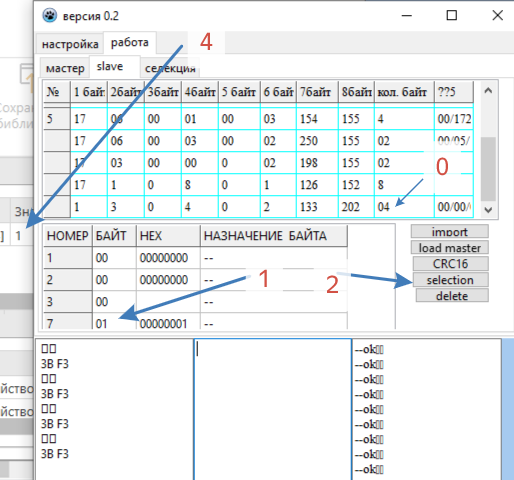 версия 0.2
настройка работа
4
мастер slave селекция
№ 1 байт 2байт 3байт 4байт 5 байт 6 байт 7байт 8байт кол. байт ??5
5 17 06 00 01 00 03 154 155 4 00/172
17 06 00 03 00 02 250 155 02 00/05/
17 03 00 00 0 02 198 155 02
17 1 0 8 0 1 126 152 8
0
1 3 0 4 0 2 133 202 04 00/00/
Зна
] 1
НОМЕР БАЙТ HEX НАЗНАЧЕНИЕ БАЙТА
1 00 00000000 --
2 00 00000000 --
3 00 --
7 01 00000001 --
1
2
import
load master
CRC16
selection
delete
3B F3
3B F3
3B F3
3B F3
--ok
--ok
--ok
--ok
--ok
--ok
--ok
--ok
--ok
йство
йство